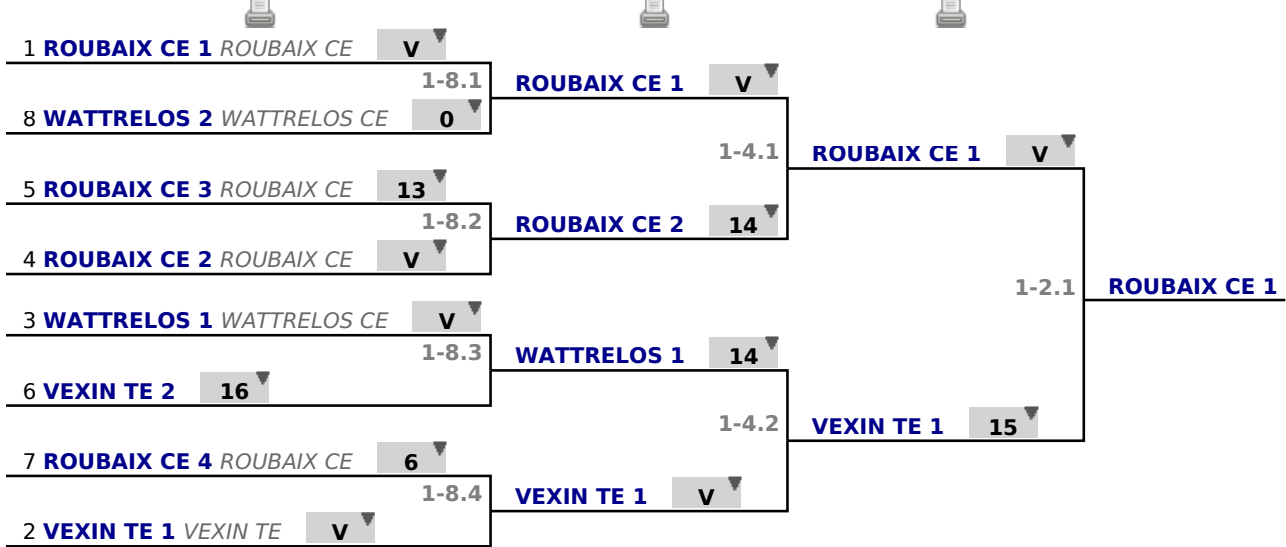 1 ROUBAIX CE 1 ROUBAIX CE V
1-8.1
8 WATTRELOS 2 WATTRELOS CE 0
5 ROUBAIX CE 3 ROUBAIX CE 13
1-8.2
4 ROUBAIX CE 2 ROUBAIX CE V
3 WATTRELOS 1 WATTRELOS CE V
1-8.3
6 VEXIN TE 2 16
7 ROUBAIX CE 4 ROUBAIX CE 6
1-8.4
2 VEXIN TE 1 VEXIN TE V
ROUBAIX CE 1 V
1-4.1
ROUBAIX CE 2 14
WATTRELOS 1 14
1-4.2
VEXIN TE 1 V
ROUBAIX CE 1 V
1-2.1
VEXIN TE 1 15
ROUBAIX CE 1